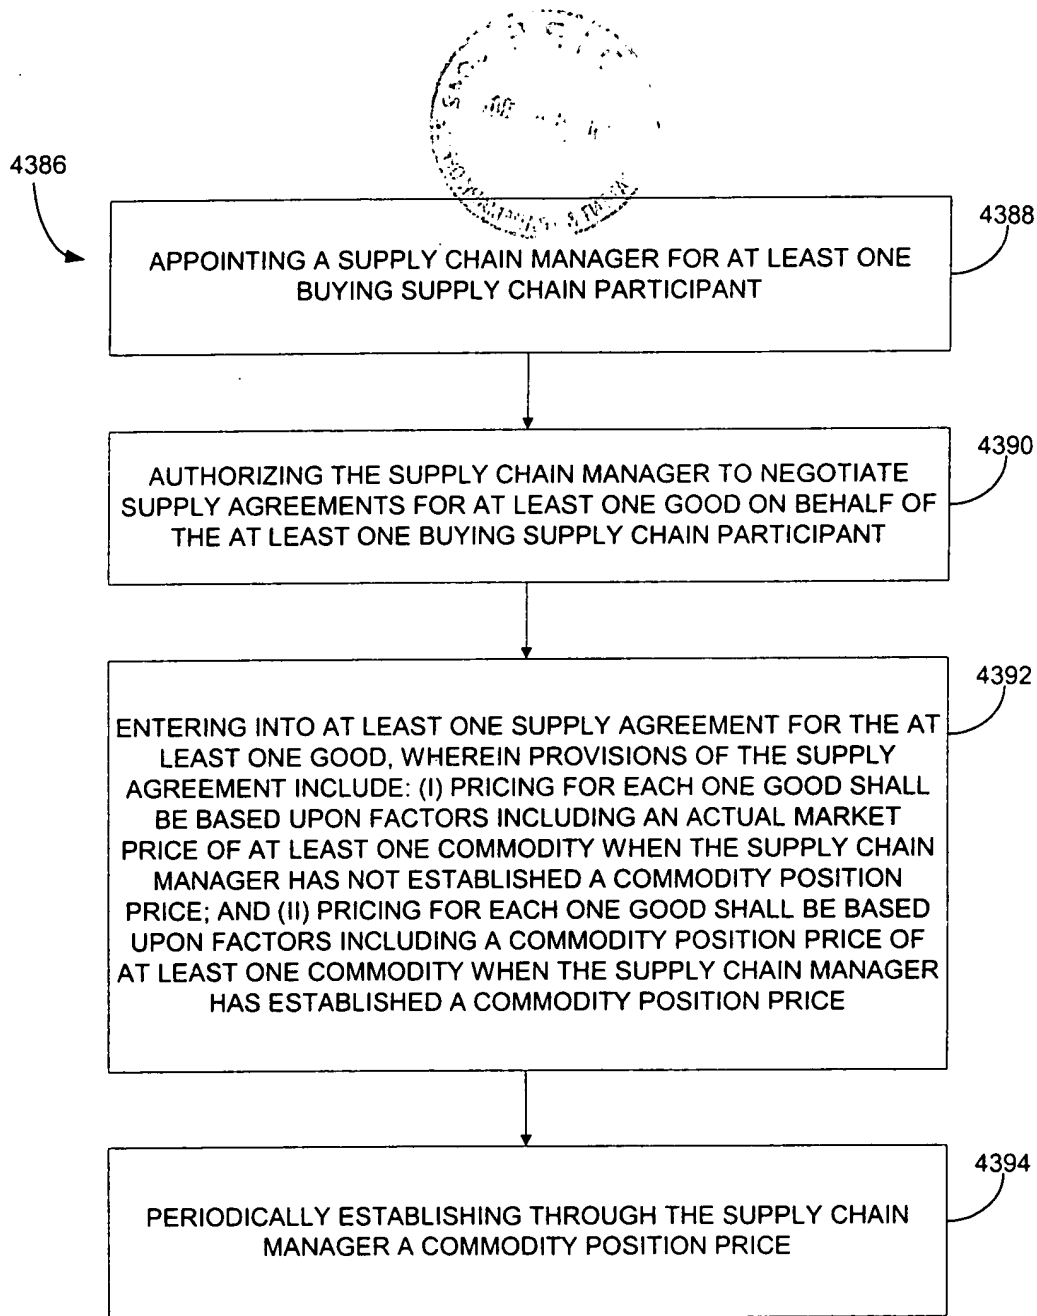 4386
4388
APPOINTING A SUPPLY CHAIN MANAGER FOR AT LEAST ONE
BUYING SUPPLY CHAIN PARTICIPANT
4390
AUTHORIZING THE SUPPLY CHAIN MANAGER TO NEGOTIATE
SUPPLY AGREEMENTS FOR AT LEAST ONE GOOD ON BEHALF OF
THE AT LEAST ONE BUYING SUPPLY CHAIN PARTICIPANT
4392
ENTERING INTO AT LEAST ONE SUPPLY AGREEMENT FOR THE AT
LEAST ONE GOOD, WHEREIN PROVISIONS OF THE SUPPLY
AGREEMENT INCLUDE: (I) PRICING FOR EACH ONE GOOD SHALL
BE BASED UPON FACTORS INCLUDING AN ACTUAL MARKET
PRICE OF AT LEAST ONE COMMODITY WHEN THE SUPPLY CHAIN
MANAGER HAS NOT ESTABLISHED A COMMODITY POSITION
PRICE; AND (II) PRICING FOR EACH ONE GOOD SHALL BE BASED
UPON FACTORS INCLUDING A COMMODITY POSITION PRICE OF
AT LEAST ONE COMMODITY WHEN THE SUPPLY CHAIN MANAGER
HAS ESTABLISHED A COMMODITY POSITION PRICE
4394
PERIODICALLY ESTABLISHING THROUGH THE SUPPLY CHAIN
MANAGER A COMMODITY POSITION PRICE